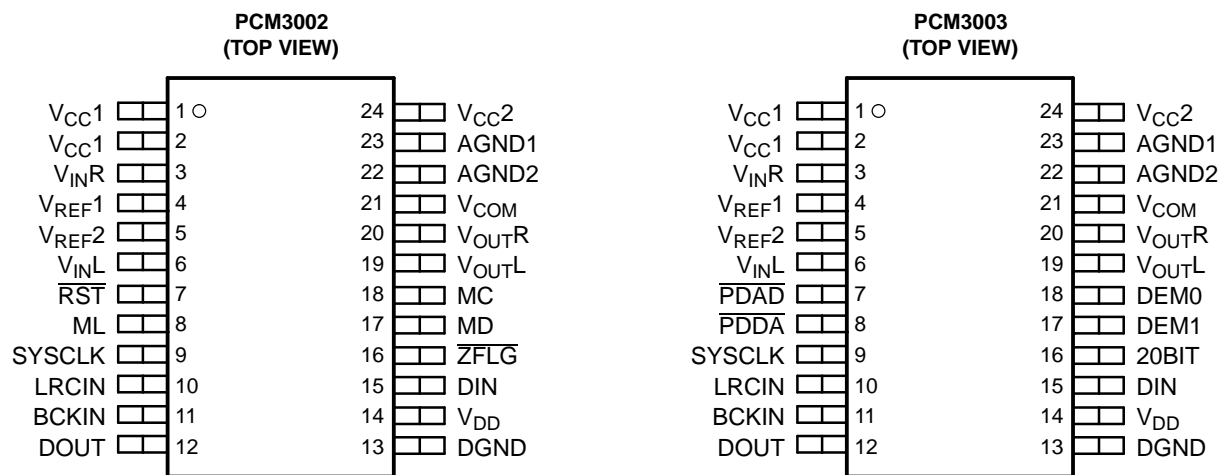 PCM3002
(TOP VIEW)
VCC1 1 24 VCC2
VCC1 2 23 AGND1
VINR 3 22 AGND2
VREF1 4 21 VCOM
VREF2 5 20 VOUTR
VINL 6 19 VOUTL
RST 7 18 MC
ML 8 17 MD
SYSCLK 9 16 ZFLG
LRCIN 10 15 DIN
BCKIN 11 14 VDD
DOUT 12 13 DGND
PCM3003
(TOP VIEW)
VCC1 1 24 VCC2
VCC1 2 23 AGND1
VINR 3 22 AGND2
VREF1 4 21 VCOM
VREF2 5 20 VOUTR
VINL 6 19 VOUTL
PDAD 7 18 DEM0
PDDA 8 17 DEM1
SYSCLK 9 16 20BIT
LRCIN 10 15 DIN
BCKIN 11 14 VDD
DOUT 12 13 DGND